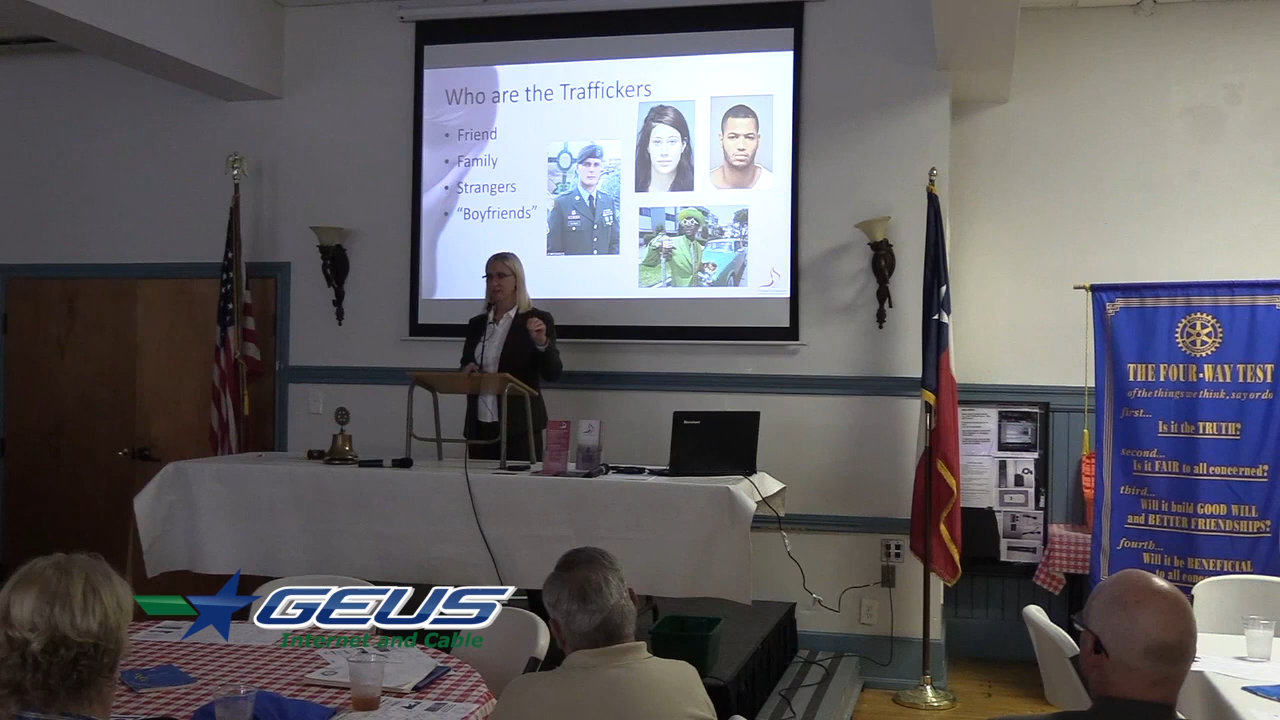 Who are the Traffickers
• Friend
• Family
• Strangers
• “Boyfriends”
THE FOUR-WAY TEST
of the things we think, say or do
first...
Is it the TRUTH?
second...
Is it FAIR to all concerned?
third...
Will it build GOOD WILL
and BETTER FRIENDSHIPS?
fourth...
Will it be BENEFICIAL
to all
GEUS
Internet and Cable